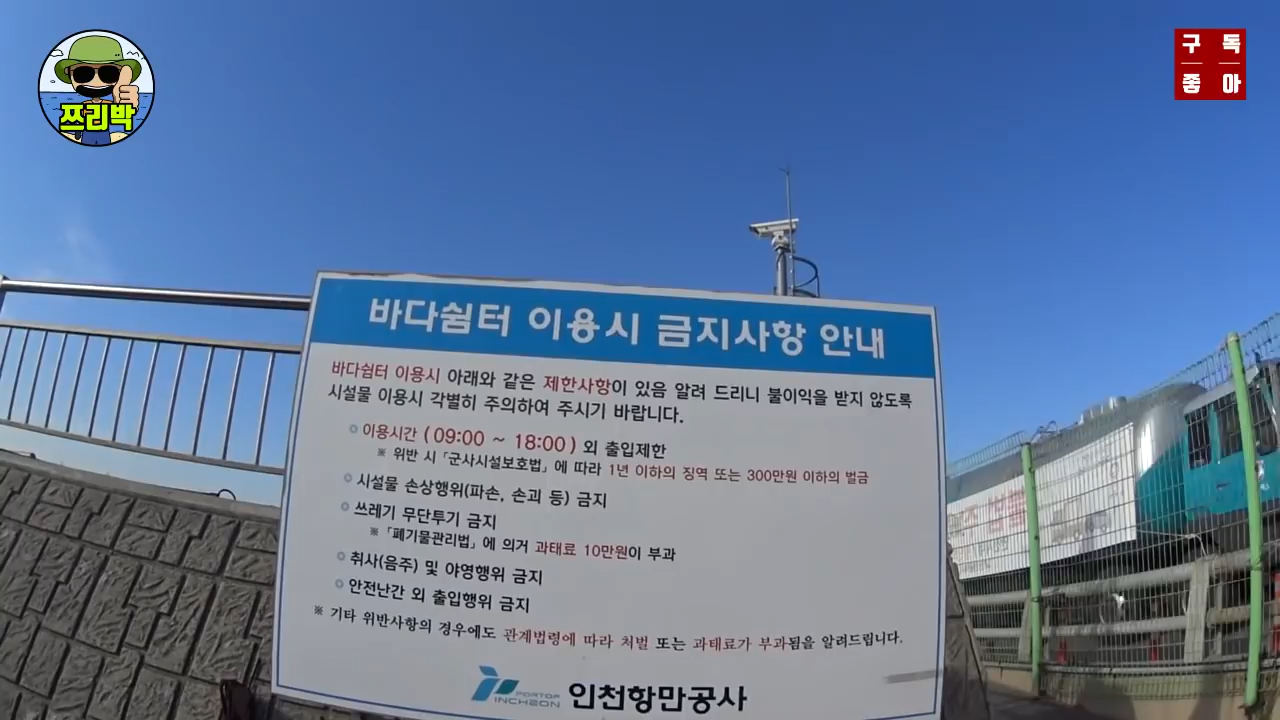 쯔리박
구독
좋아
바다쉼터 이용시 금지사항 안내
바다쉼터 이용시 아래와 같은 제한사항이 있음 알려 드리니 불이익을 받지 않도록
시설물 이용시 각별히 주의하여 주시기 바랍니다.
이용시간 ( 09:00 ~ 18:00 ) 외 출입제한
※ 위반 시 「군사시설보호법」에 따라 1년 이하의 징역 또는 300만원 이하의 벌금
시설물 손상행위(파손, 손괴 등) 금지
쓰레기 무단투기 금지
※ 「폐기물관리법」에 의거 과태료 10만원이 부과
취사(음주) 및 야영행위 금지
안전난간 외 출입행위 금지
※ 기타 위반사항의 경우에도 관계법령에 따라 처벌 또는 과태료가 부과됨을 알려드립니다.
PORT OF
INCHEON 인천항만공사